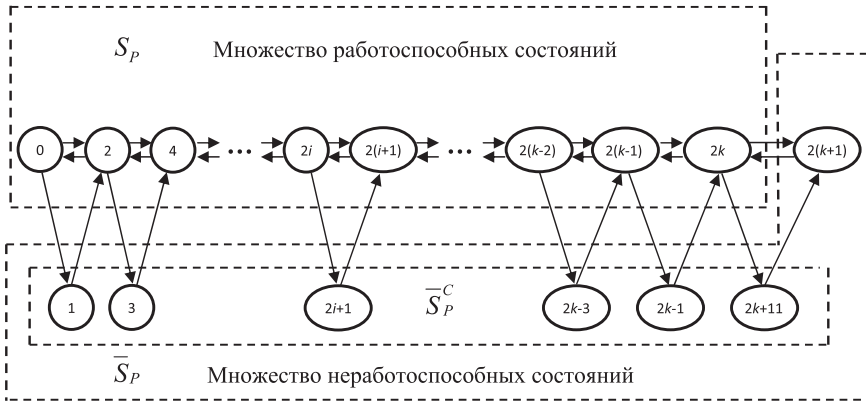 S_P Множество работоспособных состояний
0 2 4 ... 2i 2(i+1) ... 2(k-2) 2(k-1) 2k 2(k+1)
1 3 2i+1 S̅_P^C 2k-3 2k-1 2k+11
S̅_P Множество неработоспособных состояний